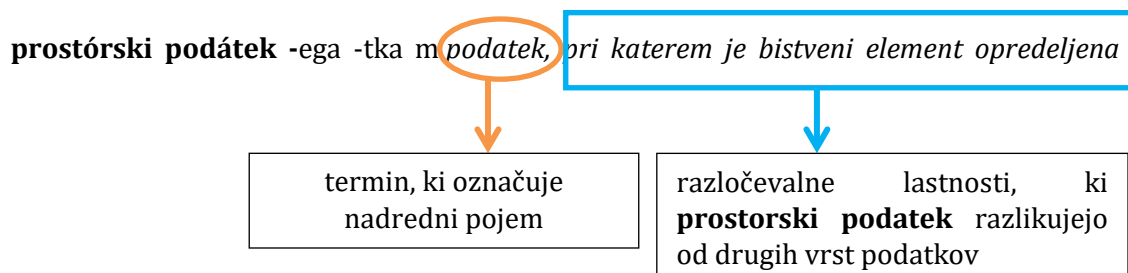 prostórski podátek -ega -tka m podatek, pri katerem je bistveni element opredeljena
termin, ki označuje
nadredni pojem
razločevalne lastnosti, ki
prostorski podatek razlikujejo
od drugih vrst podatkov